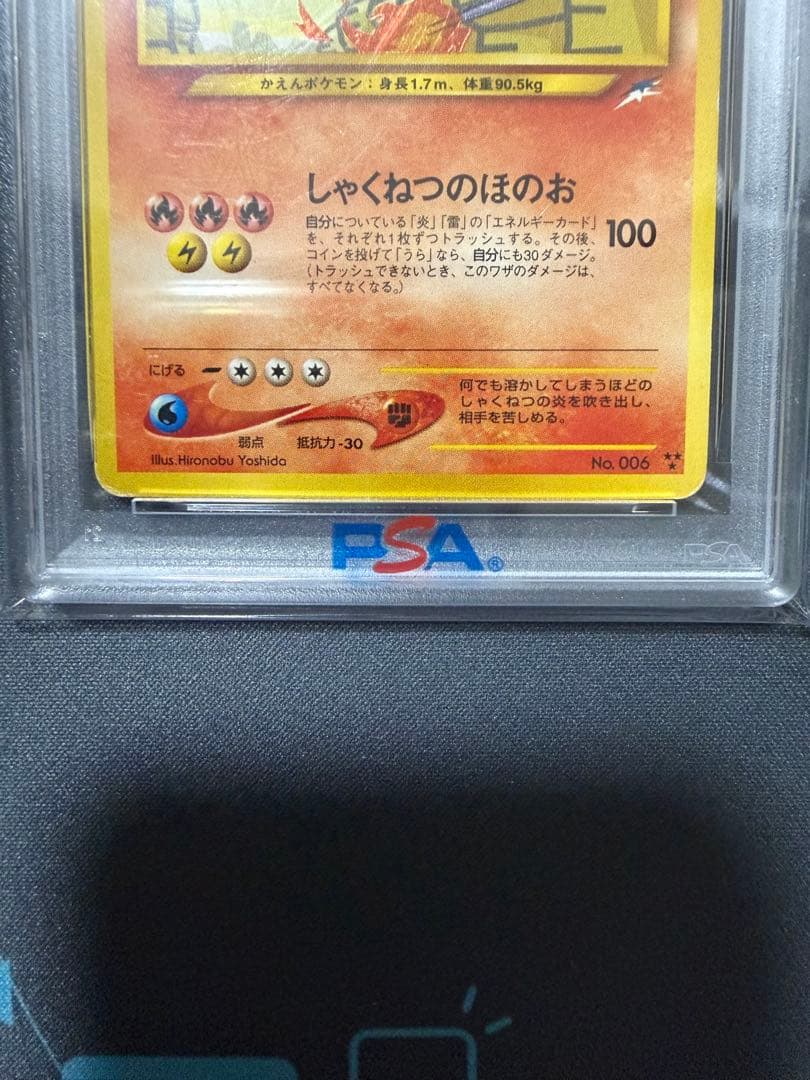 かえんポケモン：身長1.7m、体重90.5kg
しゃくねつのほのお
自分についている「炎」「雷」の「エネルギーカード」
を、それぞれ1枚ずつトラッシュする。その後、
コインを投げて「うら」なら、自分にも30ダメージ。
（トラッシュできないとき、このワザのダメージは、
すべてなくなる。）
100
にげる
弱点 抵抗力-30
何でも溶かしてしまうほどの
しゃくねつの炎を吹き出し、
相手を苦しめる。
Illus. Hironobu Yoshida
No. 006
PSA®
PSA